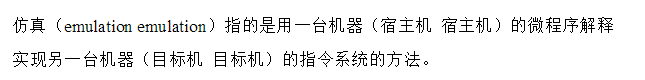 仿真（emulation emulation）指的是用一台机器（宿主机 宿主机）的微程序解释
实现另一台机器（目标机 目标机）的指令系统的方法。